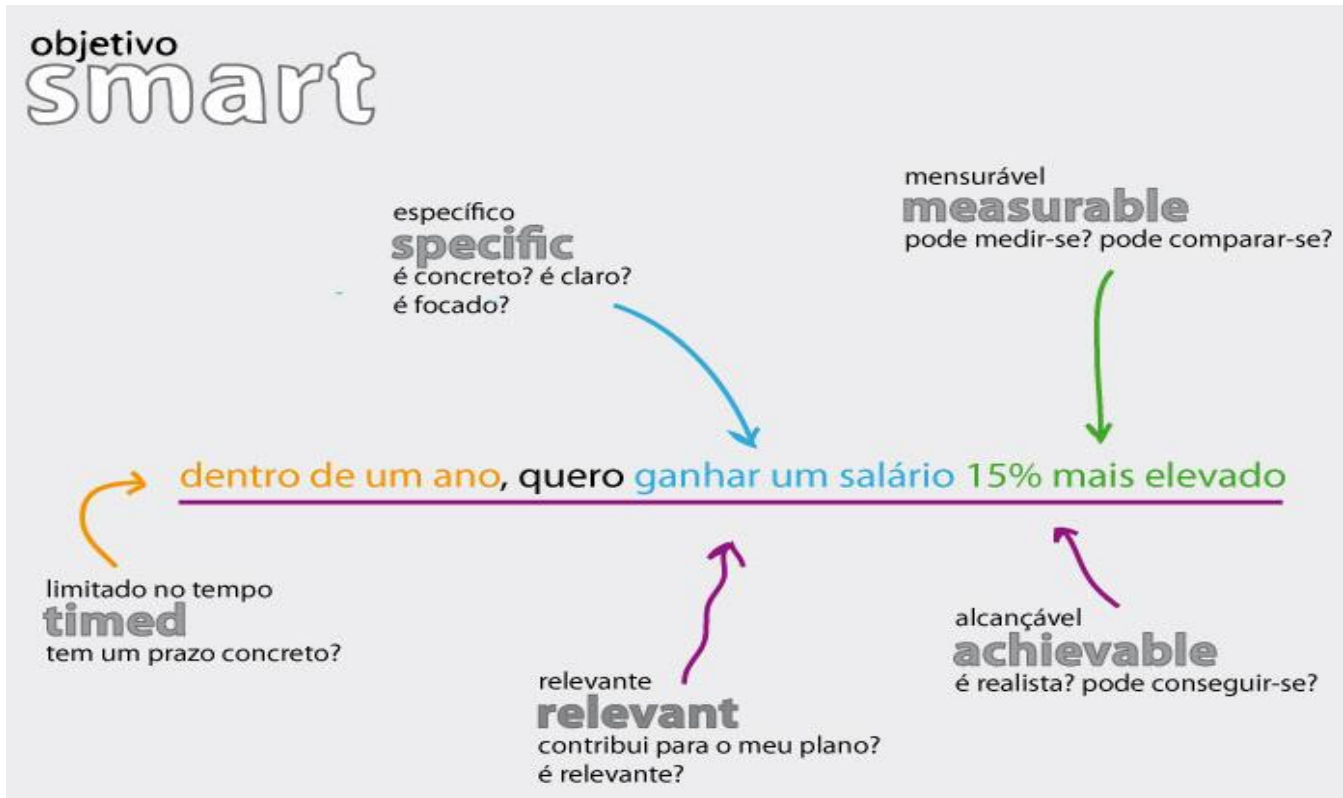 objetivo
smart
mensurável
measurable
pode medir-se? pode comparar-se?
específico
specific
é concreto? é claro?
é focado?
dentro de um ano, quero ganhar um salário 15% mais elevado
limitado no tempo
timed
tem um prazo concreto?
relevante
relevant
contribui para o meu plano?
é relevante?
alcançável
achievable
é realista? pode conseguir-se?